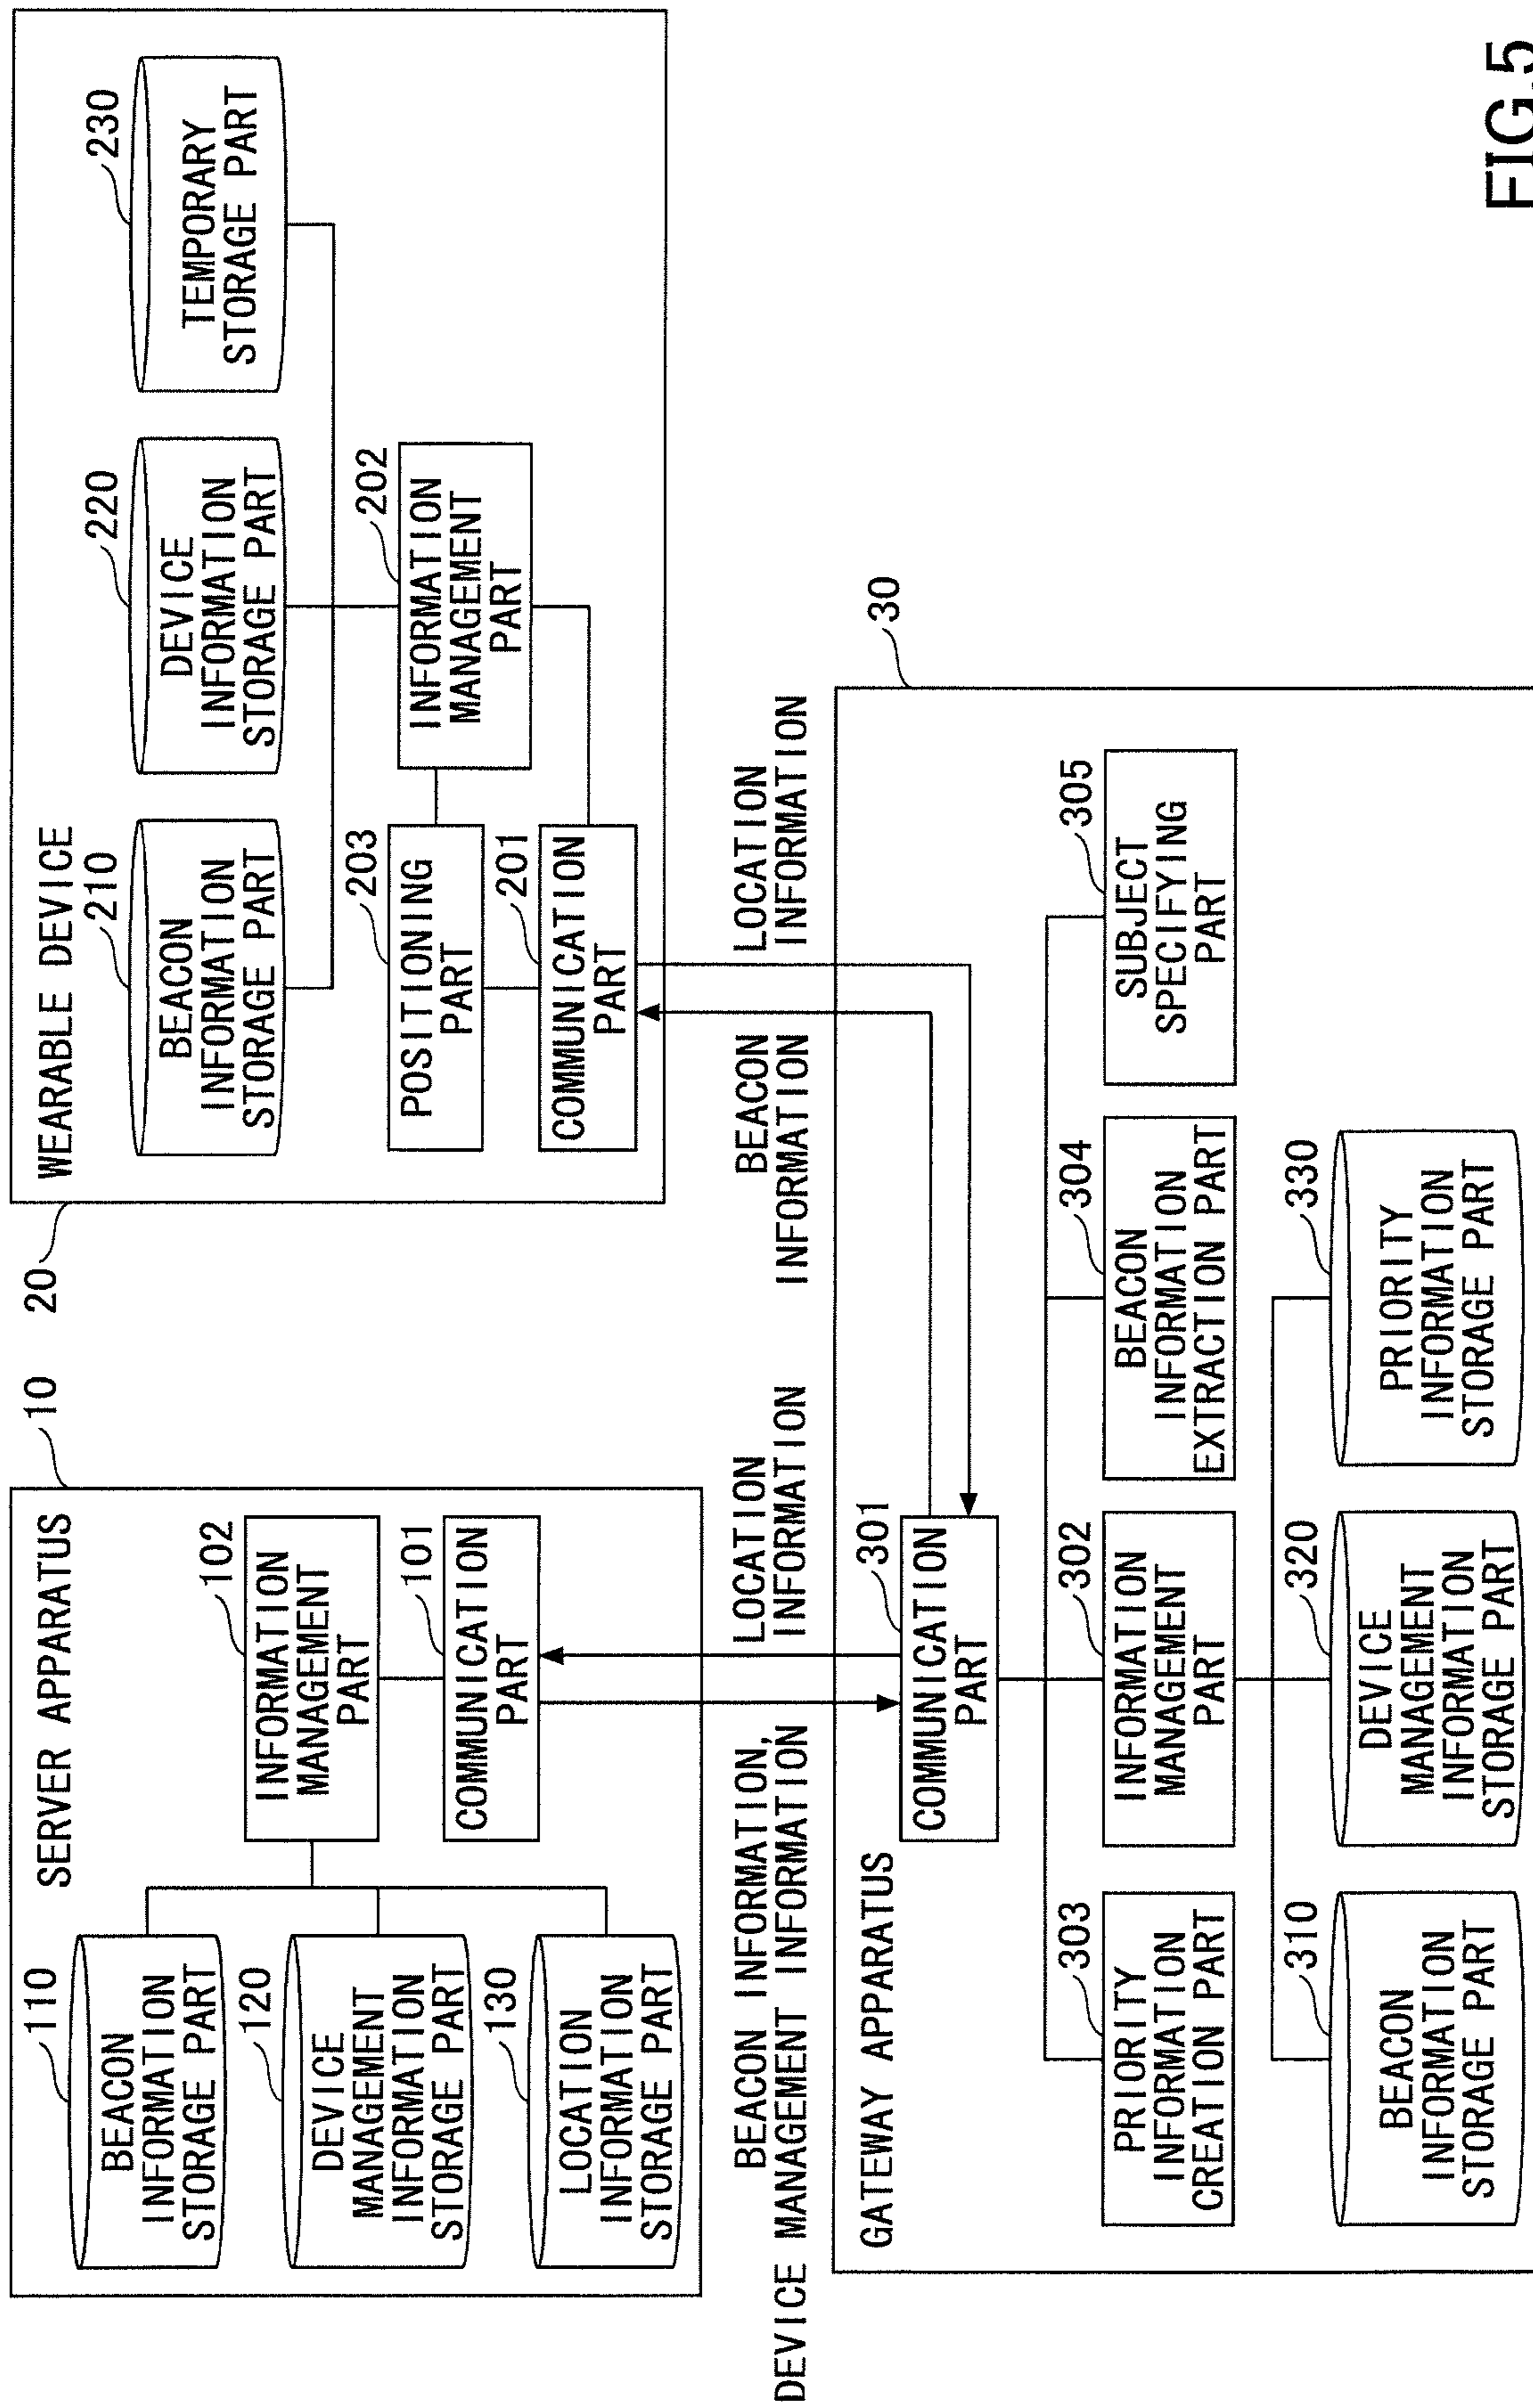 SERVER APPARATUS
10
110
BEACON
INFORMATION
STORAGE PART
120
DEVICE
MANAGEMENT
INFORMATION
STORAGE PART
130
LOCATION
INFORMATION
STORAGE PART
102
INFORMATION
MANAGEMENT
PART
101
COMMUNICATION
PART
20
WEARABLE DEVICE
210
BEACON
INFORMATION
STORAGE PART
220
DEVICE
INFORMATION
STORAGE PART
230
TEMPORARY
STORAGE PART
203
POSITIONING
PART
202
INFORMATION
MANAGEMENT
PART
201
COMMUNICATION
PART
BEACON INFORMATION,
DEVICE MANAGEMENT INFORMATION
LOCATION
INFORMATION
BEACON
INFORMATION
LOCATION
INFORMATION
30
GATEWAY APPARATUS
301
COMMUNICATION
PART
303
PRIORITY
INFORMATION
CREATION PART
302
INFORMATION
MANAGEMENT
PART
304
BEACON
INFORMATION
EXTRACTION PART
305
SUBJECT
SPECIFYING
PART
310
BEACON
INFORMATION
STORAGE PART
320
DEVICE
MANAGEMENT
INFORMATION
STORAGE PART
330
PRIORITY
INFORMATION
STORAGE PART
FIG.5